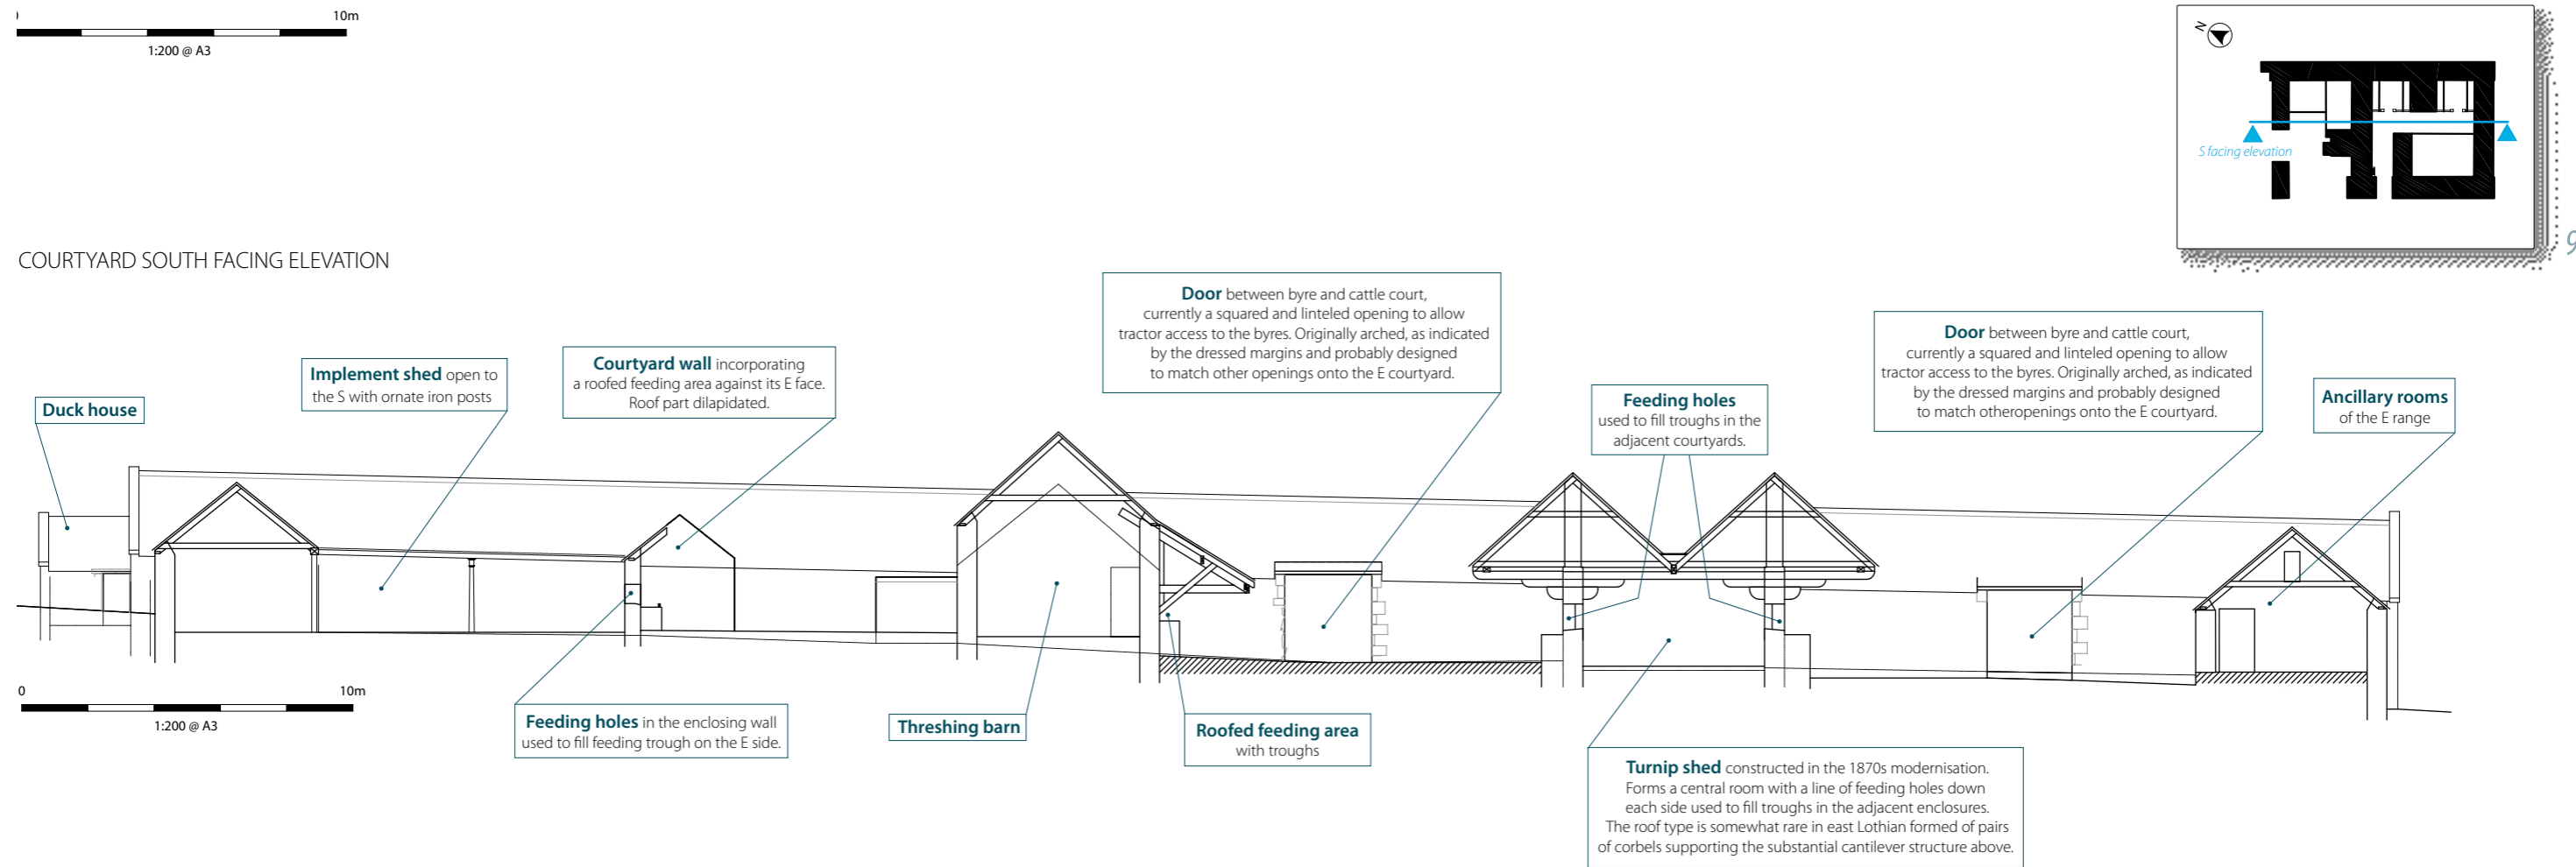 10m
1:200 @ A3
N
S facing elevation
9
COURTYARD SOUTH FACING ELEVATION
Duck house
Implement shed open to
the S with ornate iron posts
Courtyard wall incorporating
a roofed feeding area against its E face.
Roof part dilapidated.
Door between byre and cattle court,
currently a squared and linteled opening to allow
tractor access to the byres. Originally arched, as indicated
by the dressed margins and probably designed
to match other openings onto the E courtyard.
Feeding holes
used to fill troughs in the
adjacent courtyards.
Door between byre and cattle court,
currently a squared and linteled opening to allow
tractor access to the byres. Originally arched, as indicated
by the dressed margins and probably designed
to match otheropenings onto the E courtyard.
Ancillary rooms
of the E range
0
10m
1:200 @ A3
Feeding holes in the enclosing wall
used to fill feeding trough on the E side.
Threshing barn
Roofed feeding area
with troughs
Turnip shed constructed in the 1870s modernisation.
Forms a central room with a line of feeding holes down
each side used to fill troughs in the adjacent enclosures.
The roof type is somewhat rare in east Lothian formed of pairs
of corbels supporting the substantial cantilever structure above.